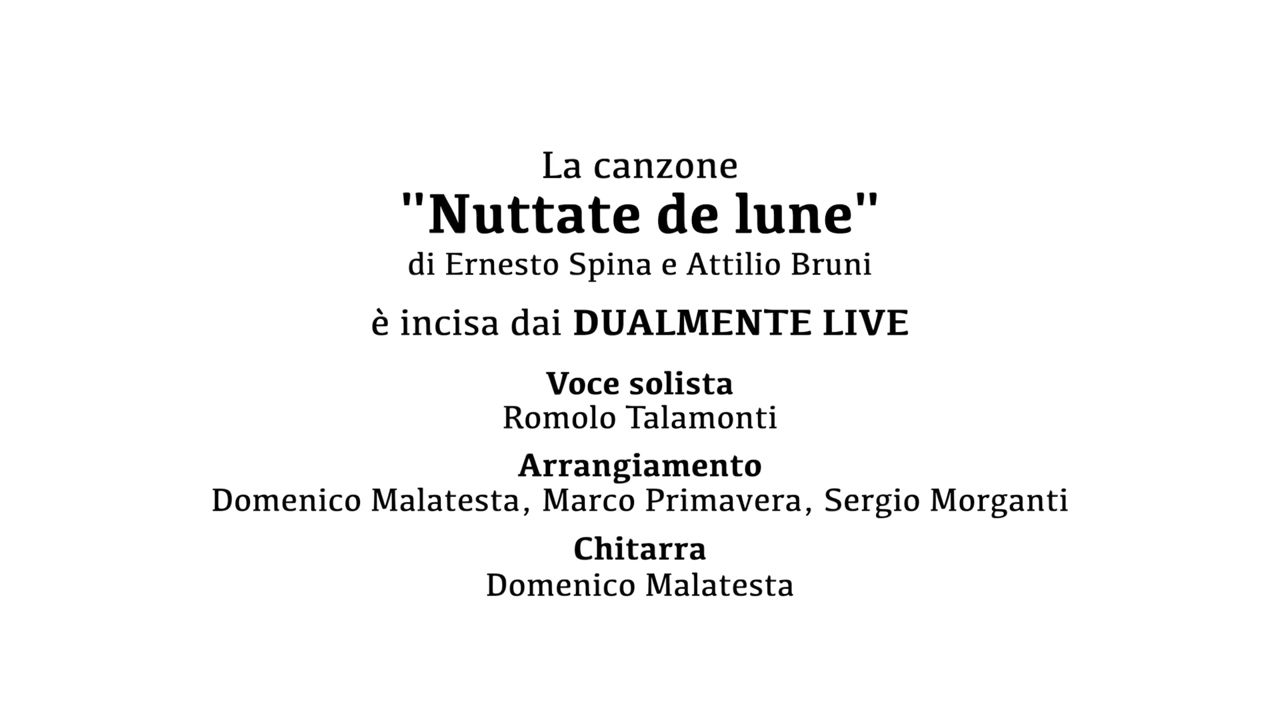 La canzone
"Nuttate de lune"
di Ernesto Spina e Attilio Bruni
è incisa dai DUALMENTE LIVE
Voce solista
Romolo Talamonti
Arrangiamento
Domenico Malatesta, Marco Primavera, Sergio Morganti
Chitarra
Domenico Malatesta